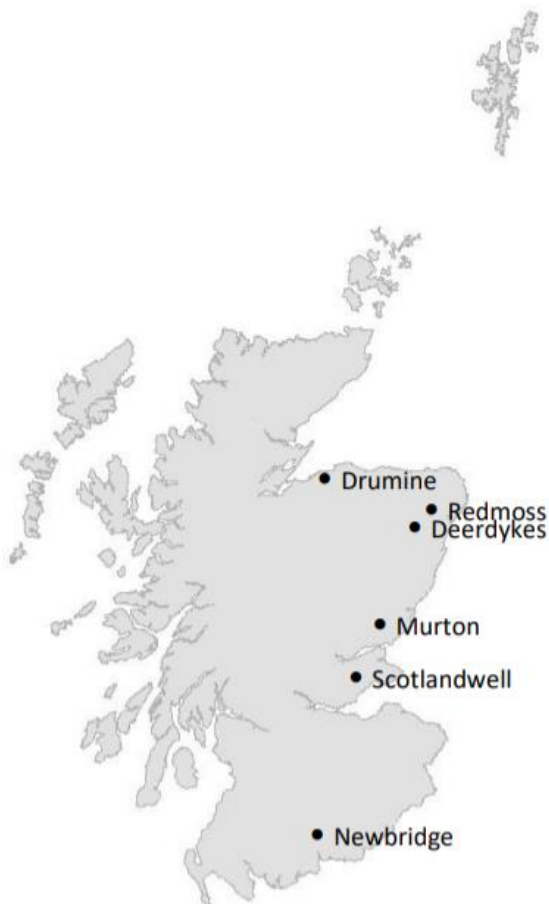 Drumine
Redmoss
Deerdykes
Murton
Scotlandwell
Newbridge